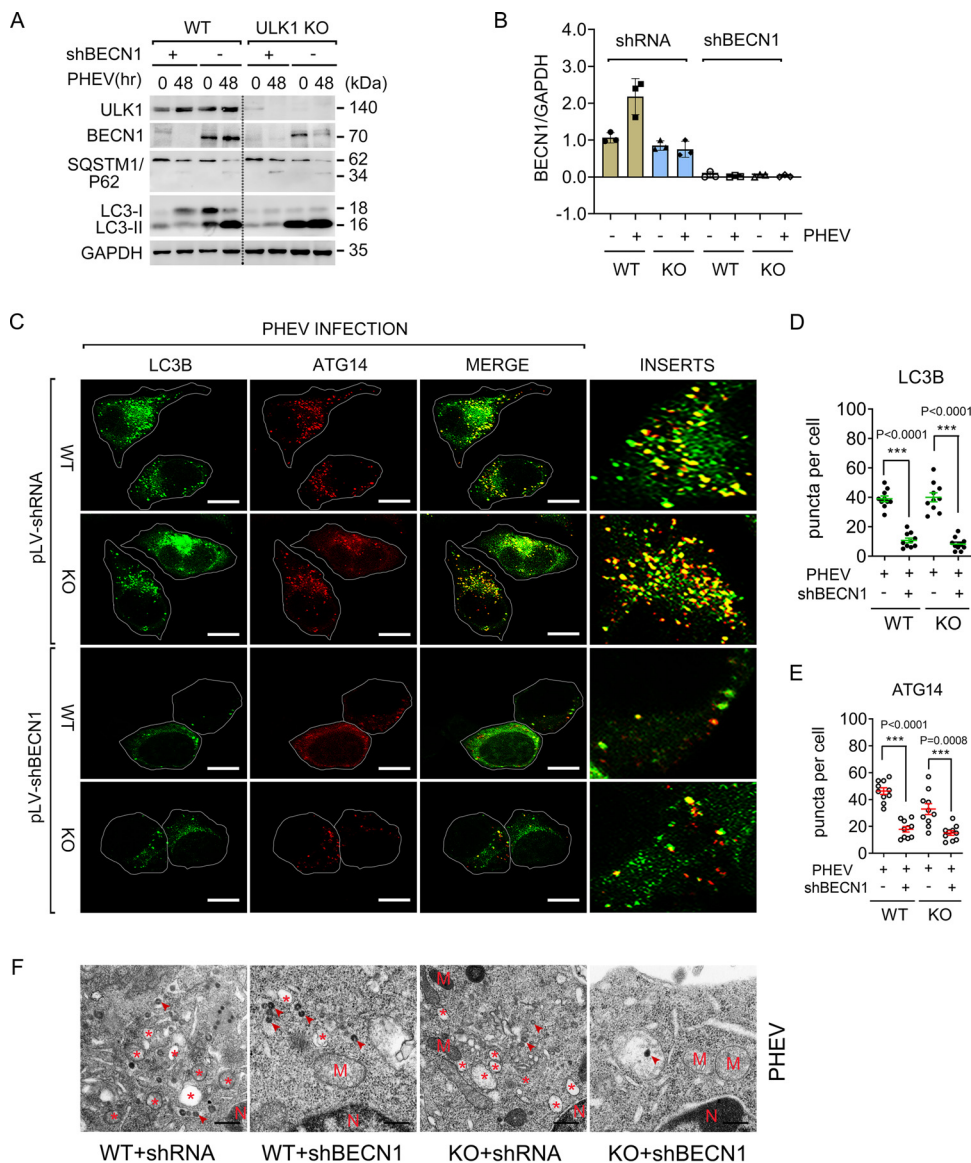 A
WT ULK1 KO
shBECN1 + - + -
PHEV(hr) 0 48 0 48 0 48 0 48 (kDa)
ULK1 140
BECN1 70
SQSTM1/ 62
P62 34
LC3-I 18
LC3-II 16
GAPDH 35
B
shRNA shBECN1
BECN1/GAPDH
4.0
3.0
2.0
1.0
0.0
-1.0
- + - + - + - + PHEV
WT KO WT KO
C
PHEV INFECTION
LC3B ATG14 MERGE INSERTS
pLV-shRNA
WT
KO
pLV-shBECN1
WT
KO
D
LC3B
puncta per cell
100
80
60
40
20
0
P<0.0001
P<0.0001
*** ***
PHEV + + + +
shBECN1 - + - +
WT KO
E
ATG14
puncta per cell
100
80
60
40
20
0
P<0.0001
P=0.0008
*** ***
PHEV + + + +
shBECN1 - + - +
WT KO
F
* * * * * * * * N
* * M N
M * M * * * * * * *
* M M N
PHEV
WT+shRNA WT+shBECN1 KO+shRNA KO+shBECN1